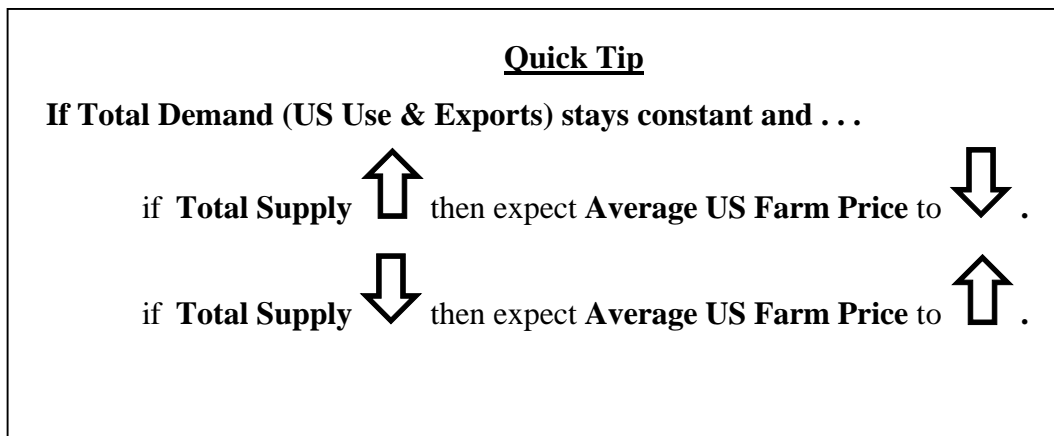 Quick Tip
If Total Demand (US Use & Exports) stays constant and . . .
if Total Supply then expect Average US Farm Price to .
if Total Supply then expect Average US Farm Price to .